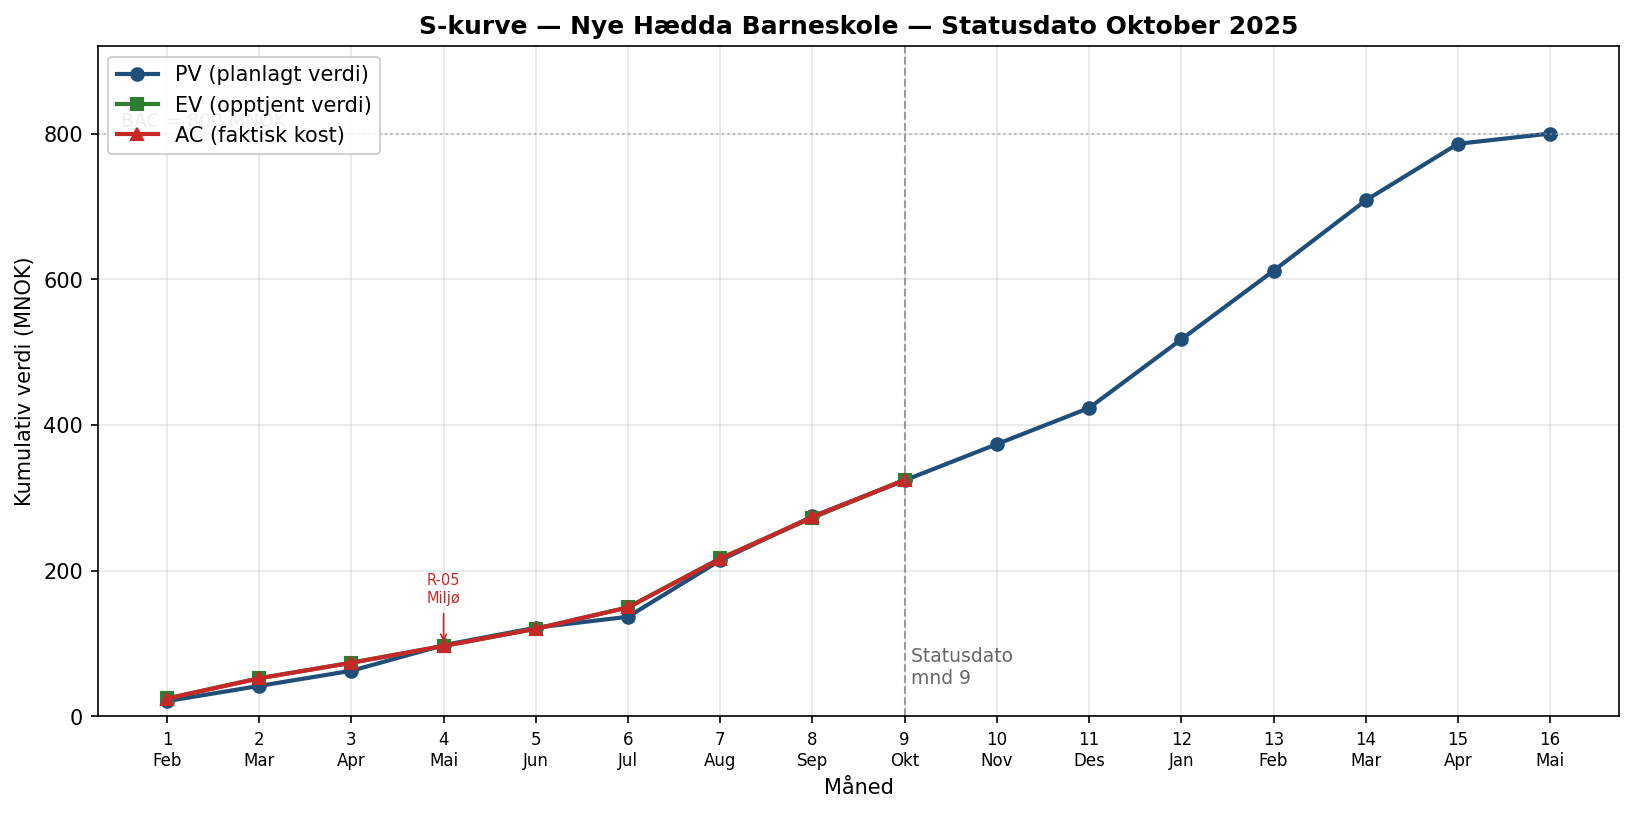 S-kurve — Nye Hædda Barneskole — Statusdato Oktober 2025
PV (planlagt verdi)
EV (opptjent verdi)
AC (faktisk kost)
BAC = 800 MNOK
Kumulativ verdi (MNOK)
800
600
400
200
0
R-05
Miljø
Statusdato
mnd 9
1 2 3 4 5 6 7 8 9 10 11 12 13 14 15 16
Feb Mar Apr Mai Jun Jul Aug Sep Okt Nov Des Jan Feb Mar Apr Mai
Måned